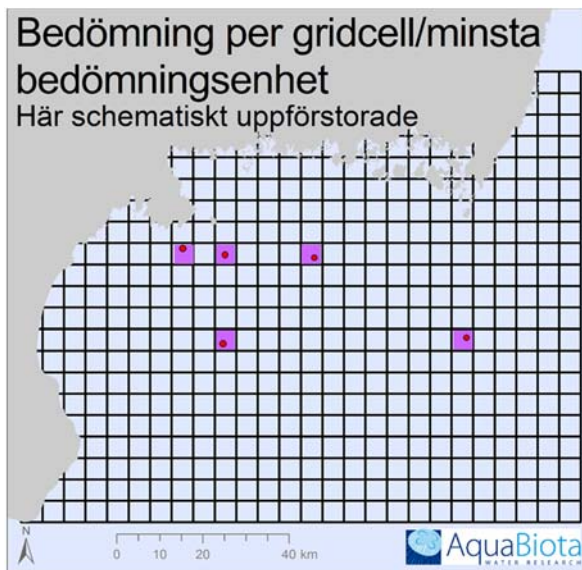 Bedömning per gridcell/minsta
bedömningsenhet
Här schematiskt uppförstorade
N
0 10 20 40 km
AquaBiota
WATER RESEARCH